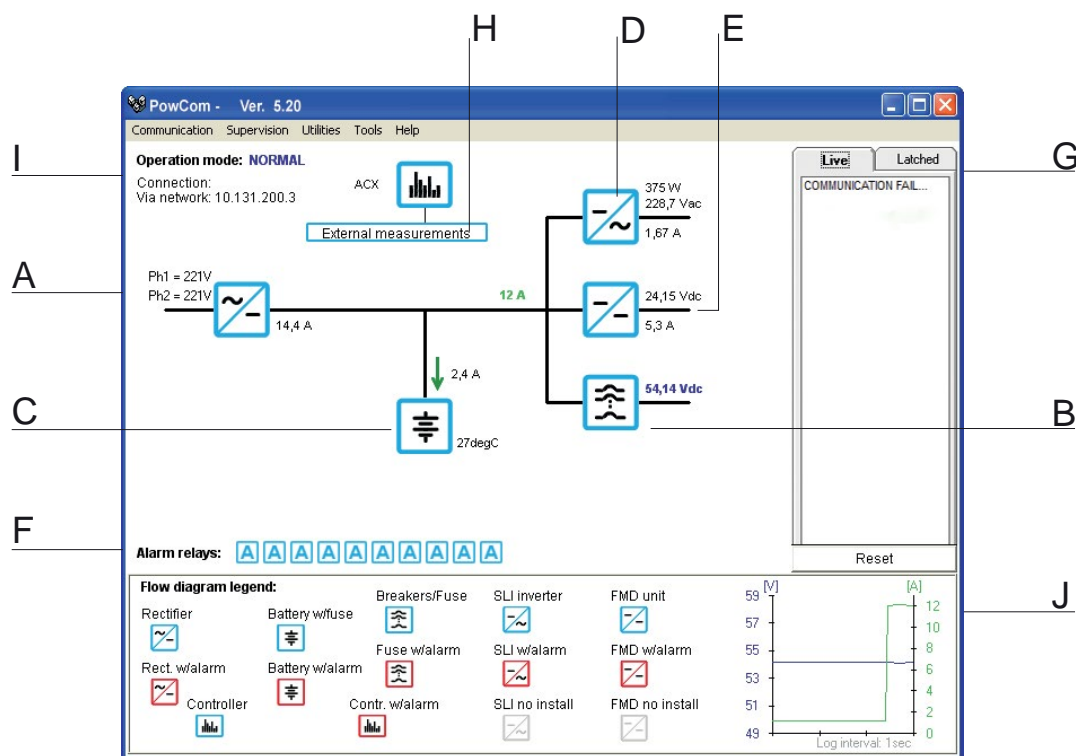 H
D
E
PowCom - Ver. 5.20
Communication Supervision Utilities Tools Help
I
Operation mode: NORMAL
Connection:
Via network: 10.131.200.3
ACX
External measurements
375 W
228,7 Vac
1,67 A
Live Latched
COMMUNICATION FAIL...
G
A
Ph1 = 221V
Ph2 = 221V
14,4 A
12 A
24,15 Vdc
5,3 A
2,4 A
54,14 Vdc
C
27degC
B
F
Alarm relays: A A A A A A A A A A
Reset
Flow diagram legend:
Rectifier
Battery w/fuse
Breakers/Fuse
SLI inverter
FMD unit
Rect. w/alarm
Battery w/alarm
Fuse w/alarm
SLI w/alarm
FMD w/alarm
Controller
Contr. w/alarm
SLI no install
FMD no install
J
[V]
59
57
55
53
51
49
[A]
12
10
8
6
4
2
0
Log interval: 1sec